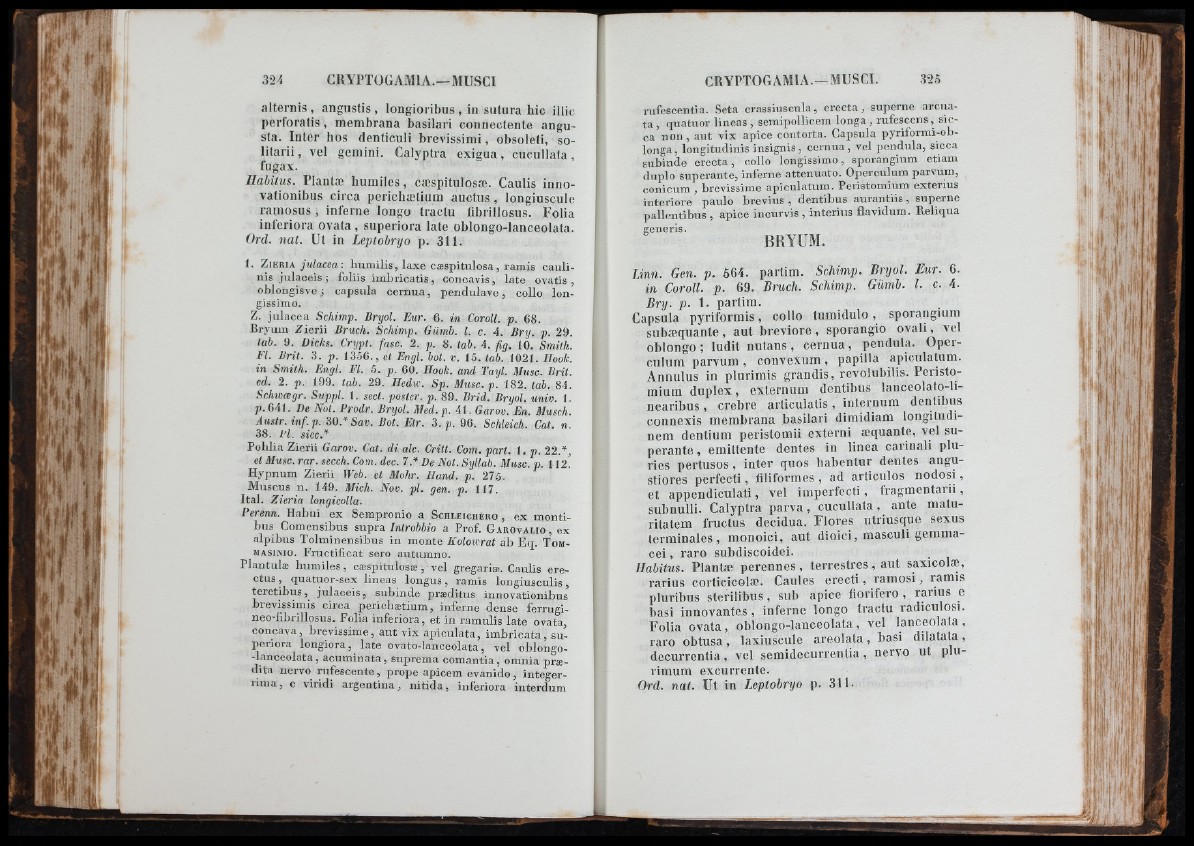 324 CRYPTOGAMIA.—MUSCI
alternis, angustis, longioribus, in sutura hic illic
perforatis, membrana basilari connectente angu-
sta. Inter hos denticuli brevissimi, obsoleti, so-
litarii, vel gemini. Calyptra exigua, cucullata,
fugax.
Habitus. Plantæ humiles, cæspitulosæ. Caulis inno-
vationibus circa perichætium auctus, longiuscule
ramosus, inferne longo tractu fibrillosus. Folia
inferiora ovata, superiora late oblongo-lanceolata.
Ord. nat. Ut in Leptobryo p. 311.
1. ZIERIA julacea: humilis, laxe cæspitulosa, ramis cauli-
nis julaceis; foliis imbricatis, concavis, late ovatis,
oblongisve; capsula cernua, pendulave, collo lon-
gissimo.
Z. julacea Schimp. Bryol. Eur. 6. in Coroll. p. 68.
Bryum Zierii Bruch. Schimp. Gümb. l. c. 4. Bry. p. 29.
tab. 9. Dicks. Crypt. fasc. 2. p. 8. tab. 4. fig. 10. Smith.
Fl. Brit. 3. p. 1356., et Engl. bot. v. 15. tab. 1021. Hook.
in Smith. Engl. Fl. 5. p. 60. Hook. and Tayl. Musc. Brit.
ed. 2. p. 199. tab. 29. Hedw. Sp. Musc. p. 182. tab. 84.
Schwægr. Suppl. 1. sect. poster. p. 89. Brid. Bryol. univ. 1.
p. 641. De Not. Prodr. Bryol. Med. p. 41. Garov. En. Musch.
Austr. inf. p. 30.* Sav. Bot. Etr. 3. p. 96. Schleich. Cat. n.
38. Pl. sicc.*
Pohlia Zierii Garov. Cat. di alc. Critt. Com. part. 1. p. 22.*,
et Musc. rar. secch. Com. dec. 7.* De Not. Syllab. Musc. p. 112.
Hypnum Zierii Web. et Mohr. Hand. p. 275.
Muscus n. 149. Mich. Nov. pl. gen. p. 117.
Ital. Zieria longicolla.
Perenn. Habui ex Sempronio a SCHLEICHERO, ex monti-
bus Comensibus supra Introbbio a Prof. GAROVALIO, ex
alpibus Tolminensibus in monte Kolowrat ab Eq. TOM-
MASINIO. Fructificat sero autumno.
Plantulæ humiles, cæspitulosæ, vel gregariæ. Caulis ere-
ctus, quatuor-sex lineas longus, ramis longiusculis,
teretibus, julaceis, subinde præditus innovationibus
brevissimis circa perichætium, inferne dense ferrugi-
neo-fibrillosus. Folia inferiora, et in ramulis late ovata,
concava, brevissime, aut vix apiculata, imbricata, su-
periora longiora, late ovato-lanceolata, vel oblongo-
-lanceolata, acuminata, suprema comantia, omnia præ-
dita nervo rufescente, prope apicem evanido, integer-
rima, e viridi argentina, nitida, inferiora interdum
CRYPTOGAMIA.—MUSCI. 325
rufescentia. Seta crassiuscula, erecta, superne arcua-
ta, quatuor lineas, semipollicem longa, rufescens, sic-
ca non, aut vix apice contorta. Capsula pyriformi-ob-
longa, longitudinis insignis, cernua, vel pendula, sicca
subinde erecta, collo longissimo, sporangium etiam
duplo superante, inferne attenuato. Operculum parvum,
conicum, brevissime apiculatum. Peristomium exterius
interiore paulo brevius, dentibus aurantiis, superne
pallentibus, apice incurvis, interius flavidum. Reliqua
generis.
BRYUM.
Linn. Gen. p. 564. partim. Schimp. Bryol. Eur. 6.
in Coroll. p. 69. Bruch. Schimp. Gümb. l. c. 4.
Bry. p. 1. partim.
Capsula pyriformis, collo tumidulo, sporangium
subæquante, aut breviore, sporangio ovali, vel
oblongo; ludit nutans, cernua, pendula. Oper-
culum parvum, convexum, papilla apiculatum.
Annulus in plurimis grandis, revolubilis. Peristo-
mium duplex, externum dentibus lanceolato-li-
nearibus, crebre articulatis, internum dentibus
connexis membrana basilari dimidiam longitudi-
nem dentium peristomii externi æquante, vel su-
perante, emittente dentes in linea carinali plu-
ries pertusos, inter quos habentur dentes angu-
stiores perfecti, filiformes, ad articulos nodosi,
et appendiculati, vel imperfecti, fragmentarii,
subnulli. Calyptra parva, cucullata, ante matu-
ritatem fructus decidua. Flores utriusque sexus
terminales, monoici, aut dioici, masculi gemma-
cei, raro subdiscoidei.
Habitus. Plantæ perennes, terrestres, aut saxicolæ,
rarius corticicolæ. Caules erecti, ramosi, ramis
pluribus sterilibus, sub apice florifero, rarius e
basi innovantes, inferne longo tractu radiculosi.
Folia ovata, oblongo-lanceolata, vel lanceolata,
raro obtusa, laxiuscule areolata, basi dilatata,
decurrentia, vel semidecurrentia, nervo ut plu-
rimum excurrente.
Ord. nat. Ut in Leptobryo p. 311.